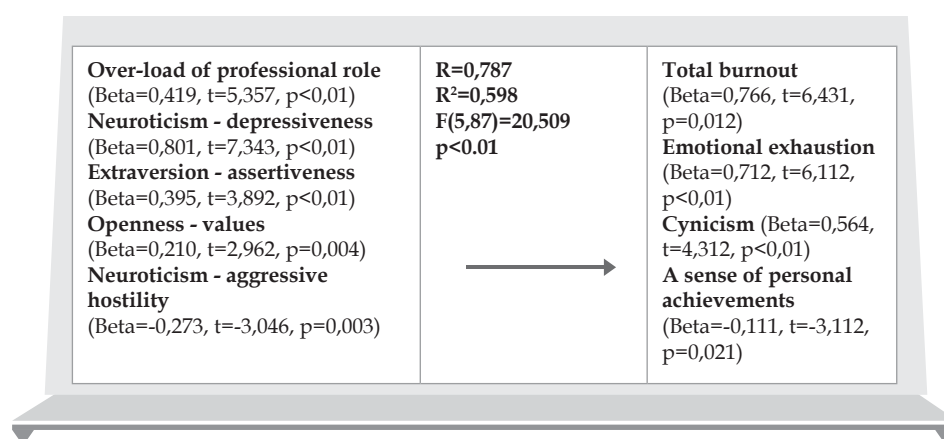 Over-load of professional role
(Beta=0,419, t=5,357, p<0,01)
Neuroticism - depressiveness
(Beta=0,801, t=7,343, p<0,01)
Extraversion - assertiveness
(Beta=0,395, t=3,892, p<0,01)
Openness - values
(Beta=0,210, t=2,962, p=0,004)
Neuroticism - aggressive
hostility
(Beta=-0,273, t=-3,046, p=0,003)
R=0,787
R²=0,598
F(5,87)=20,509
p<0.01
Total burnout
(Beta=0,766, t=6,431,
p=0,012)
Emotional exhaustion
(Beta=0,712, t=6,112,
p<0,01)
Cynicism (Beta=0,564,
t=4,312, p<0,01)
A sense of personal
achievements
(Beta=-0,111, t=-3,112,
p=0,021)